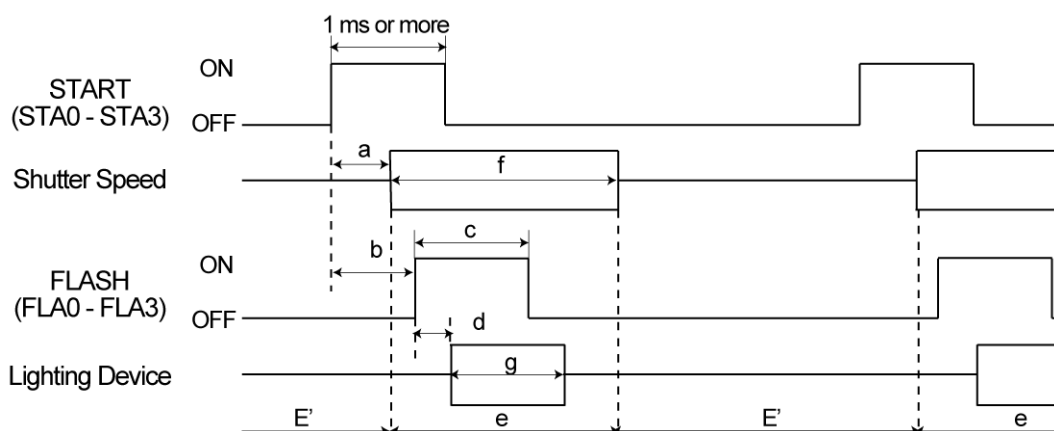 1 ms or more
ON
START
(STA0 - STA3)
OFF
a
Shutter Speed
f
c
b
ON
FLASH
(FLA0 - FLA3)
OFF
d
Lighting Device
g
E’
e
E’
e